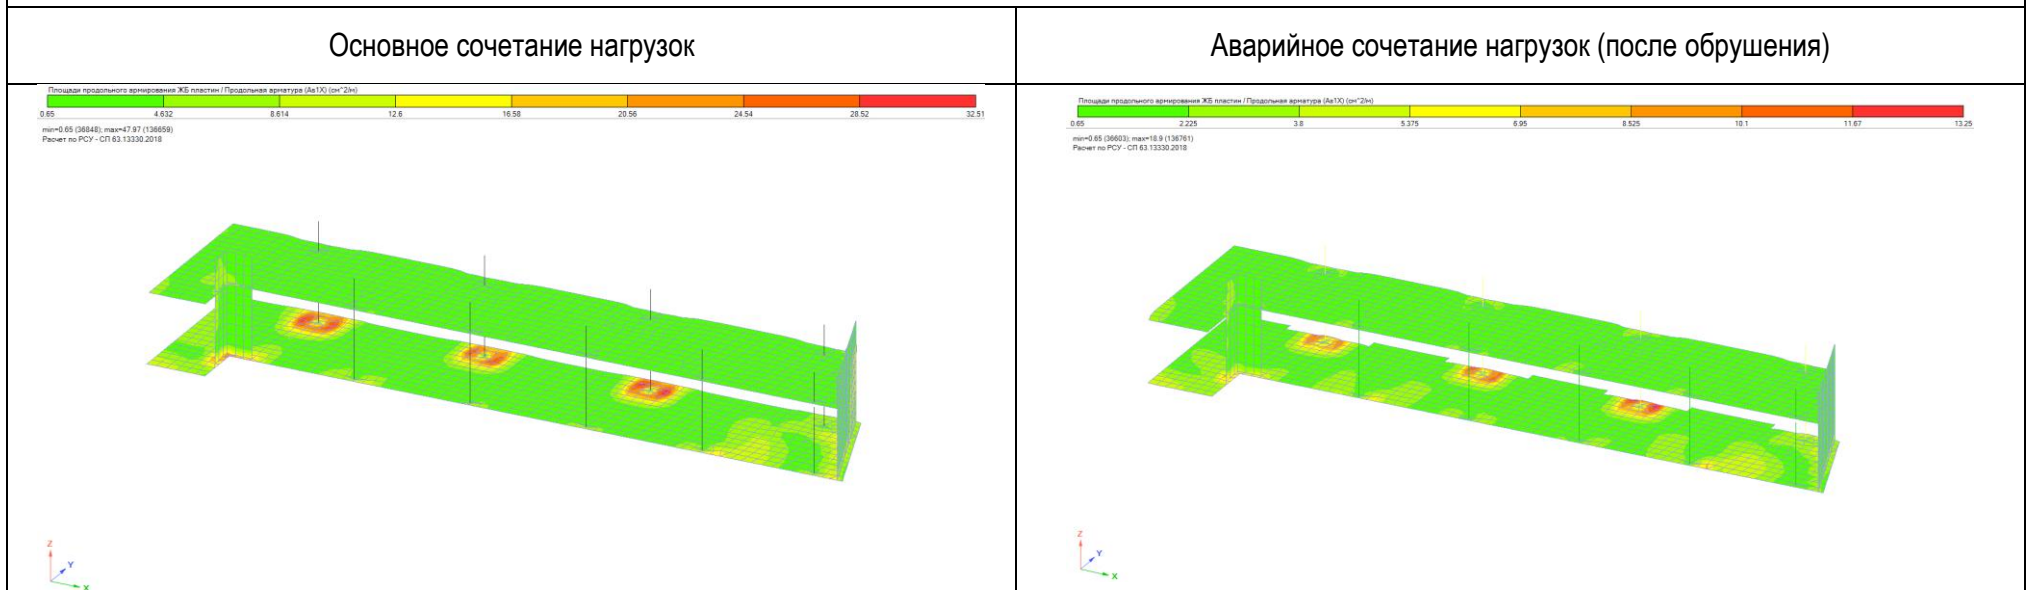 Основное сочетание нагрузок
Аварийное сочетание нагрузок (после обрушения)
Площади продольного армирования ЖБ пластин / Продольная арматура (As1X) (см^2/м)
0.65 4.632 8.614 12.6 16.58 20.56 24.54 28.52 32.51
min=0.65 (36848); max=47.97 (136659)
Расчет по РСУ - СП 63.13330.2018
Z
Y
X
Площади продольного армирования ЖБ пластин / Продольная арматура (As1X) (см^2/м)
0.65 2.225 3.8 5.375 6.95 8.525 10.1 11.67 13.25
min=0.65 (36603); max=18.9 (136761)
Расчет по РСУ - СП 63.13330.2018
Z
Y
X